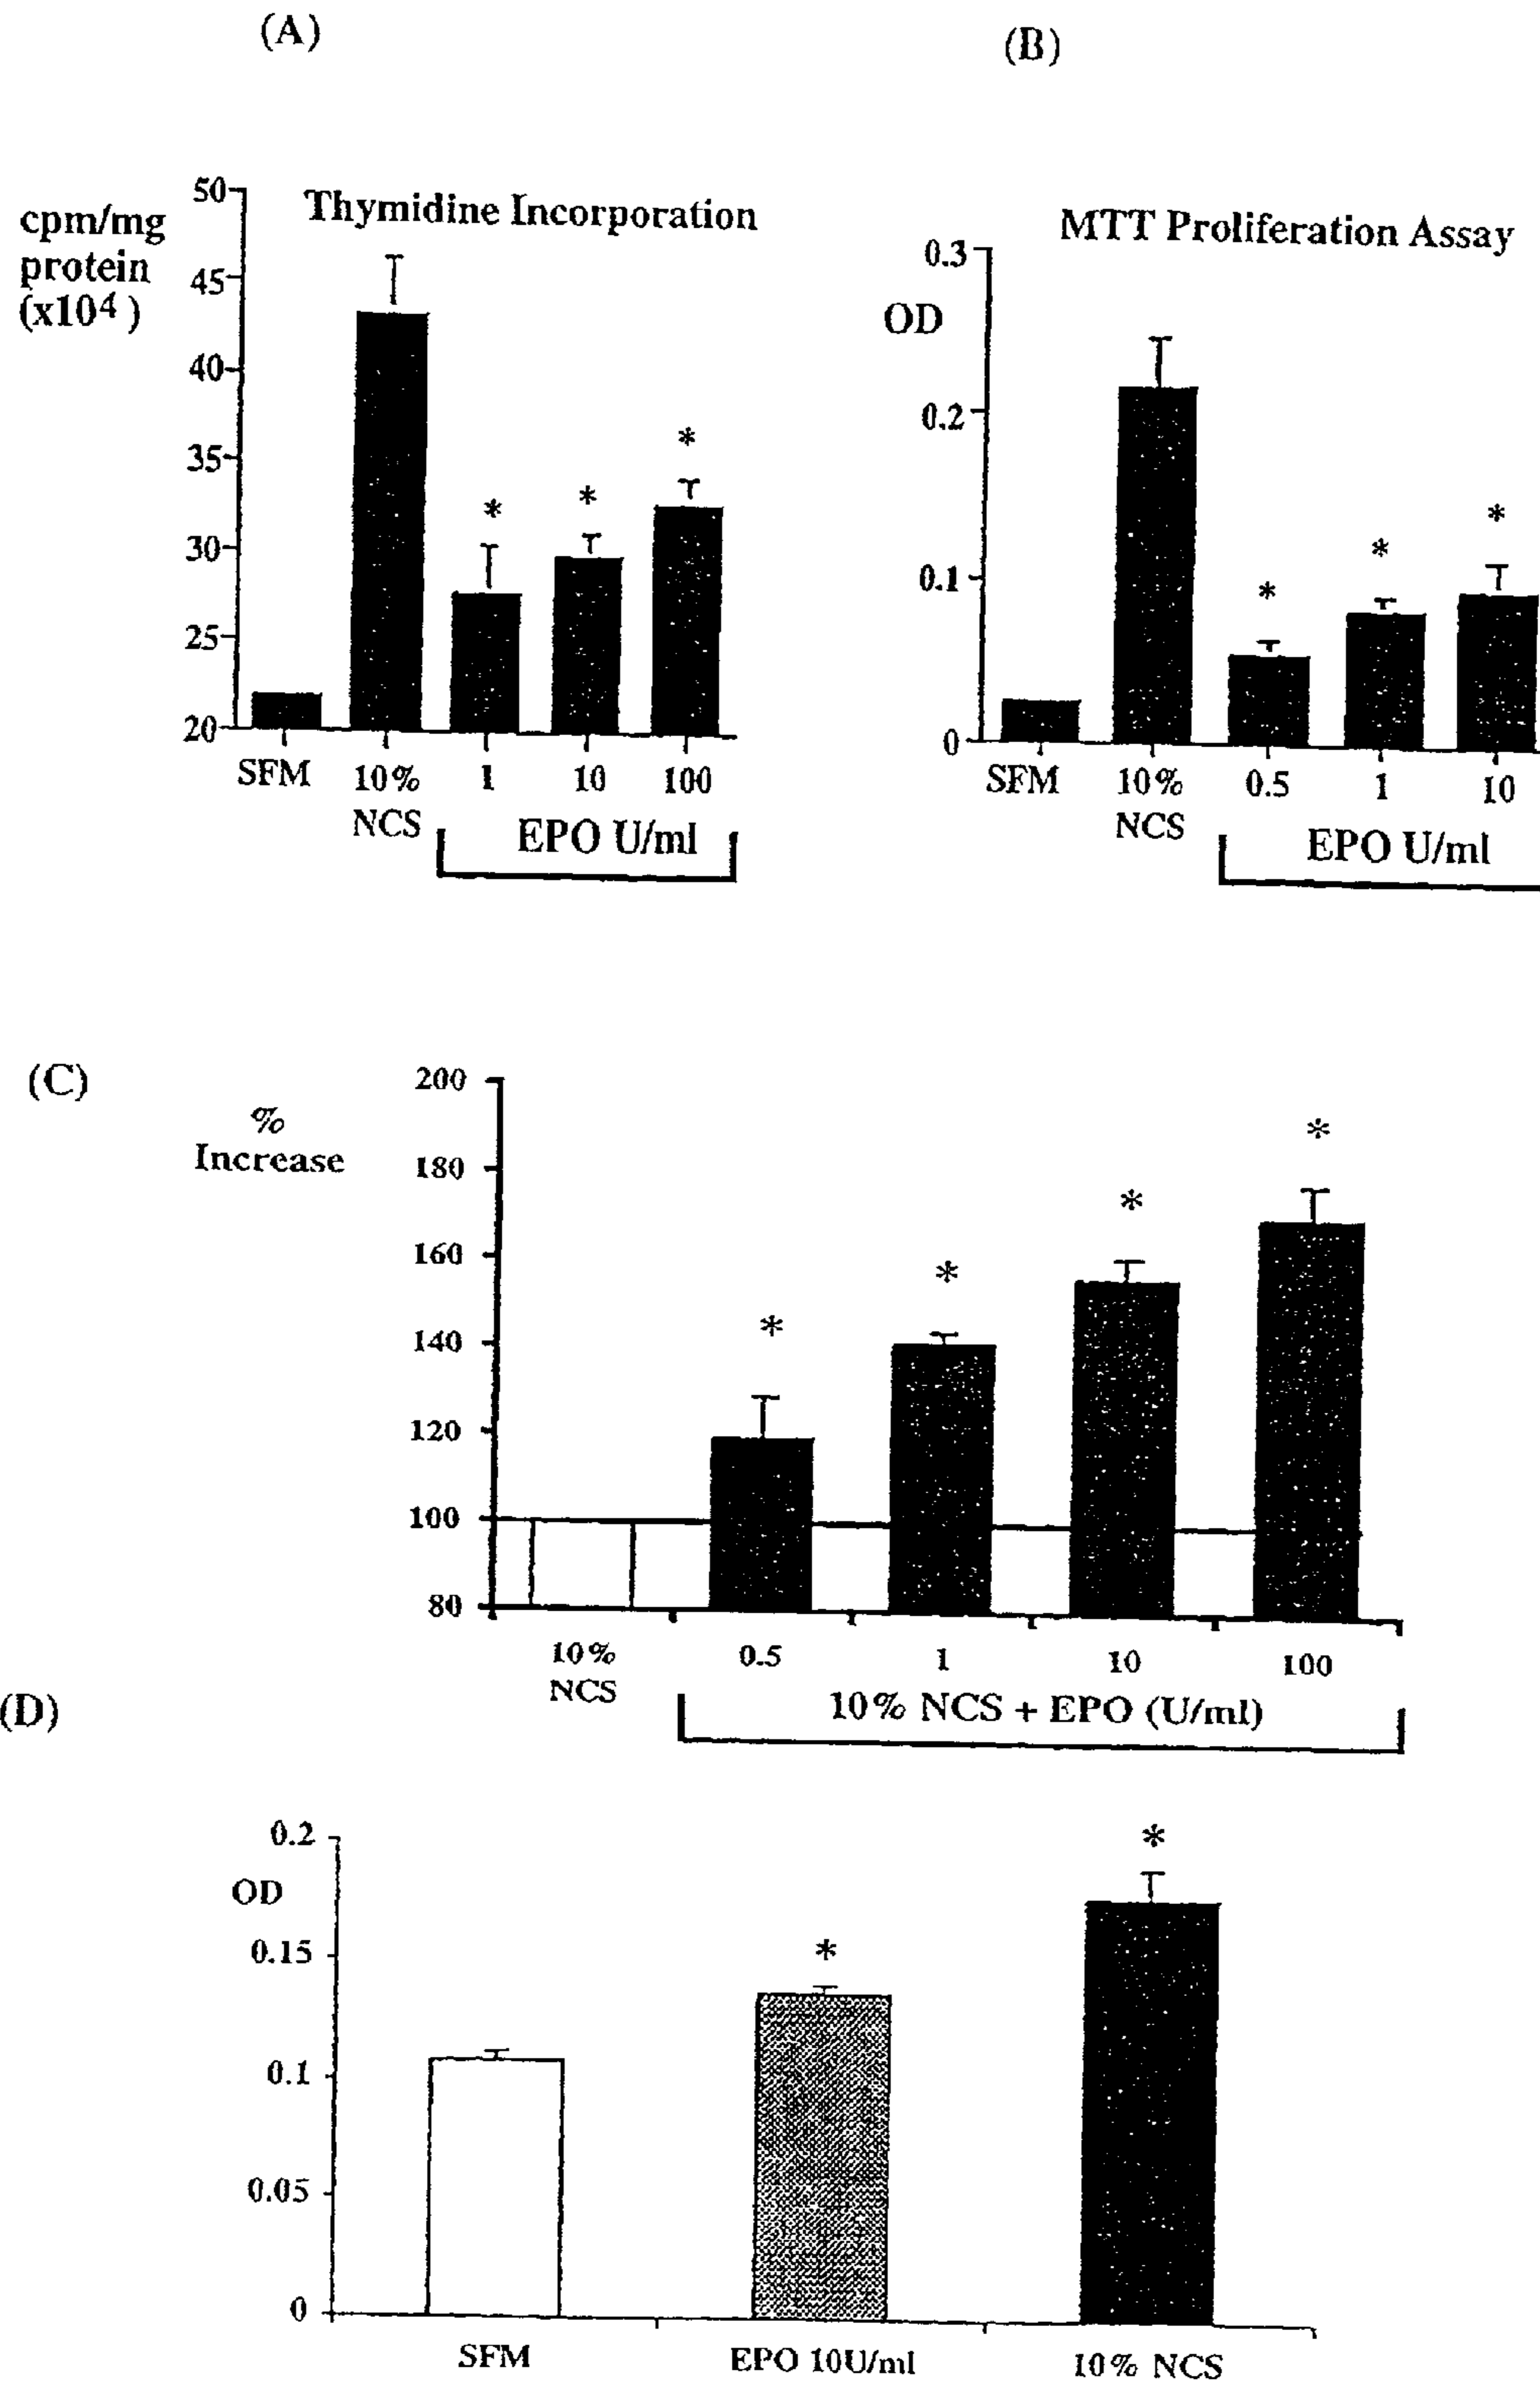 (A)
(B)
Thymidine Incorporation
cpm/mg
protein
(x10⁴)
50
45
40
35
30
25
20
*
*
*
SFM
10%
NCS
1
10
100
EPO U/ml
MTT Proliferation Assay
OD
0.3
0.2
0.1
0
*
*
*
SFM
10%
NCS
0.5
1
10
EPO U/ml
(C)
%
Increase
200
180
160
140
120
100
80
*
*
*
*
10%
NCS
0.5
1
10
100
10% NCS + EPO (U/ml)
(D)
OD
0.2
0.15
0.1
0.05
0
*
*
SFM
EPO 10U/ml
10% NCS